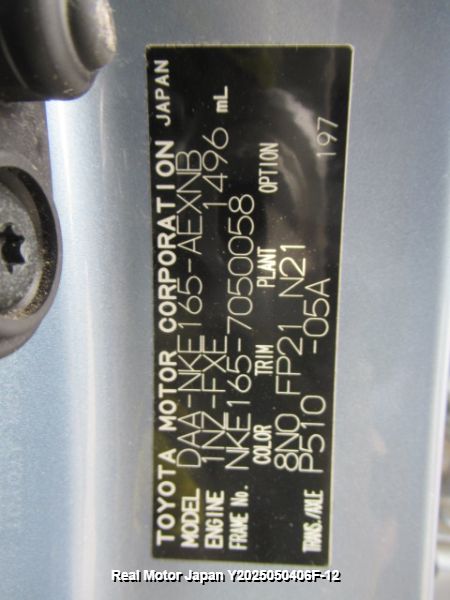 TOYOTA MOTOR CORPORATION JAPAN
MODEL DAA-NKE165-AEXNB
ENGINE 1NZ-FXE 1496 mL
FRAME No. NKE165-7050058
COLOR TRIM PLANT OPTION
8N0 FP21 N21 197
TRANS./AXLE P510 -05A
Real Motor Japan Y2025050406F-12